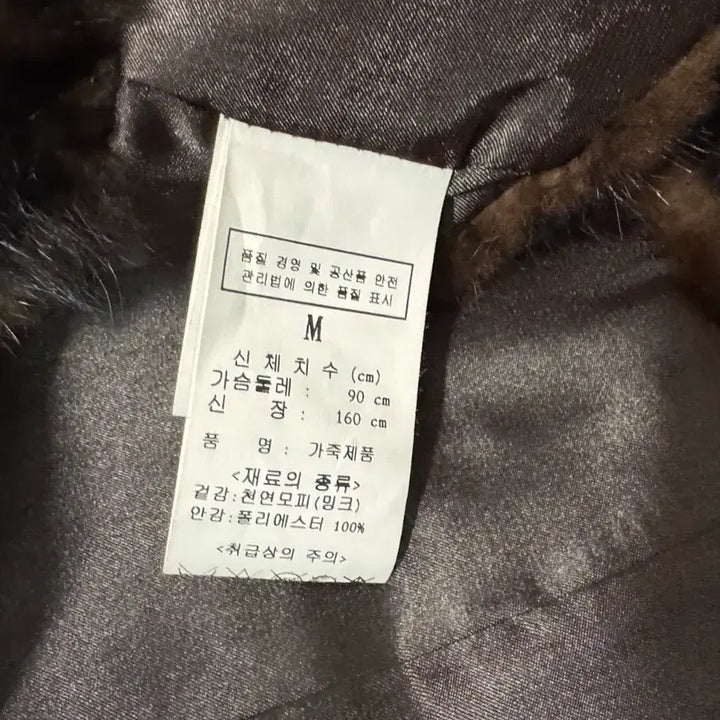 품질 경영 및 공산품 안전
관리법에 의한 품질 표시
M
신 체 치 수 (cm)
가슴둘레 : 90 cm
신 장 : 160 cm
품 명 : 가죽제품
<재료의 종류>
겉감:천연모피(밍크)
안감:폴리에스터 100%
<취급상의 주의>